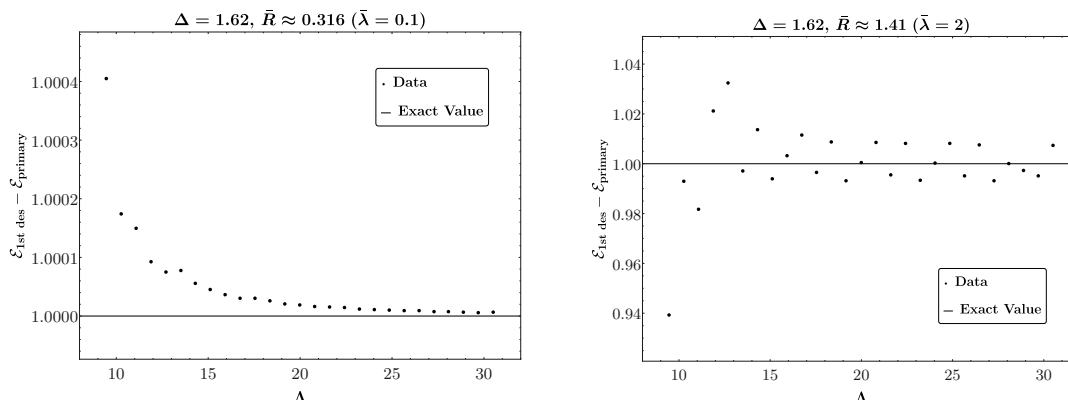 Δ = 1.62, R̄ ≈ 0.316 (λ̄ = 0.1)
ℰ1st des − ℰprimary
1.0004
1.0003
1.0002
1.0001
1.0000
Data
Exact Value
10 15 20 25 30
Λ
Δ = 1.62, R̄ ≈ 1.41 (λ̄ = 2)
ℰ1st des − ℰprimary
1.04
1.02
1.00
0.98
0.96
0.94
Data
Exact Value
10 15 20 25 30
Λ